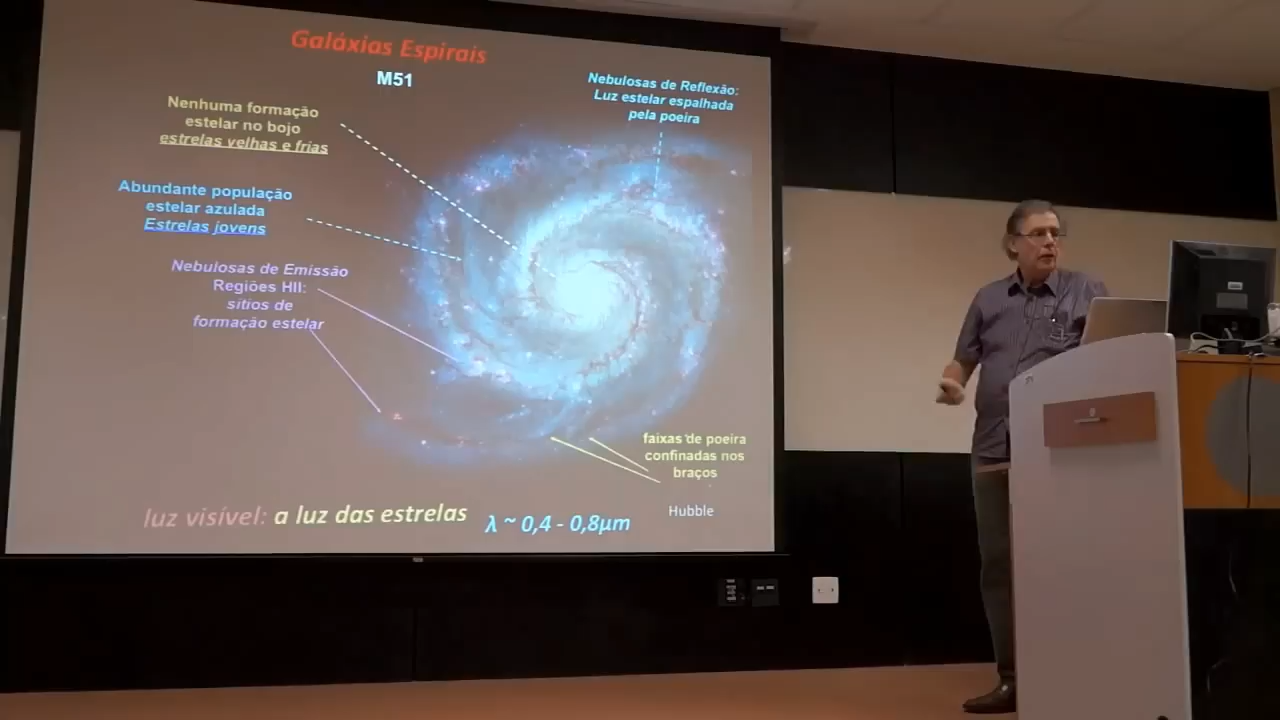 Galáxias Espirais
M51
Nebulosas de Reflexão:
Luz estelar espalhada
pela poeira
Nenhuma formação
estelar no bojo
estrelas velhas e frias
Abundante população
estelar azulada
Estrelas jovens
Nebulosas de Emissão
Regiões HII:
sítios de
formação estelar
faixas de poeira
confinadas nos
braços
Hubble
luz visível: a luz das estrelas λ ~ 0,4 - 0,8μm